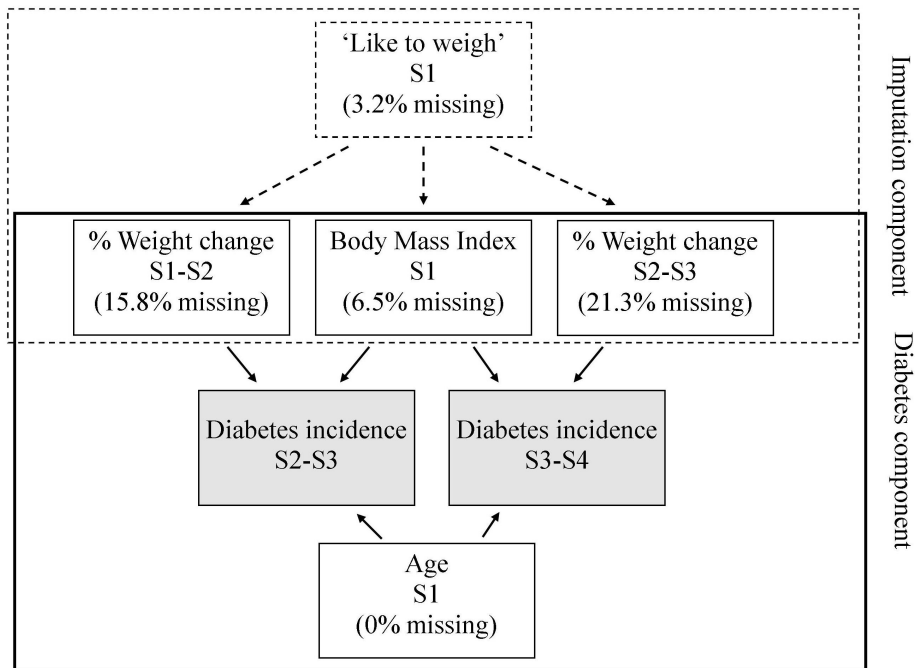 ‘Like to weigh’
S1
(3.2% missing)
% Weight change
S1-S2
(15.8% missing)
Body Mass Index
S1
(6.5% missing)
% Weight change
S2-S3
(21.3% missing)
Diabetes incidence
S2-S3
Diabetes incidence
S3-S4
Age
S1
(0% missing)
Imputation component
Diabetes component